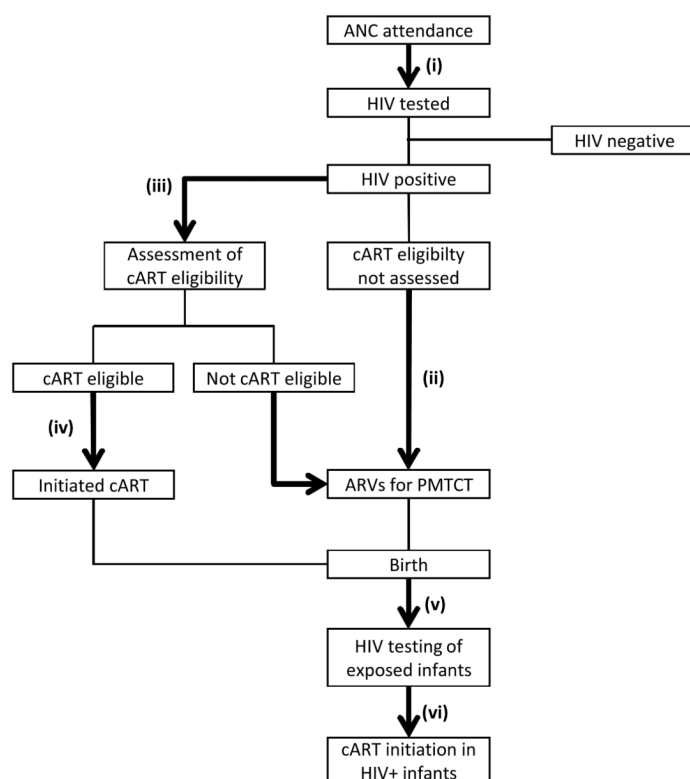 ANC attendance
(i)
HIV tested
HIV negative
HIV positive
(iii)
Assessment of
cART eligibility
cART eligibilty
not assessed
cART eligible
Not cART eligible
(ii)
(iv)
Initiated cART
ARVs for PMTCT
Birth
(v)
HIV testing of
exposed infants
(vi)
cART initiation in
HIV+ infants